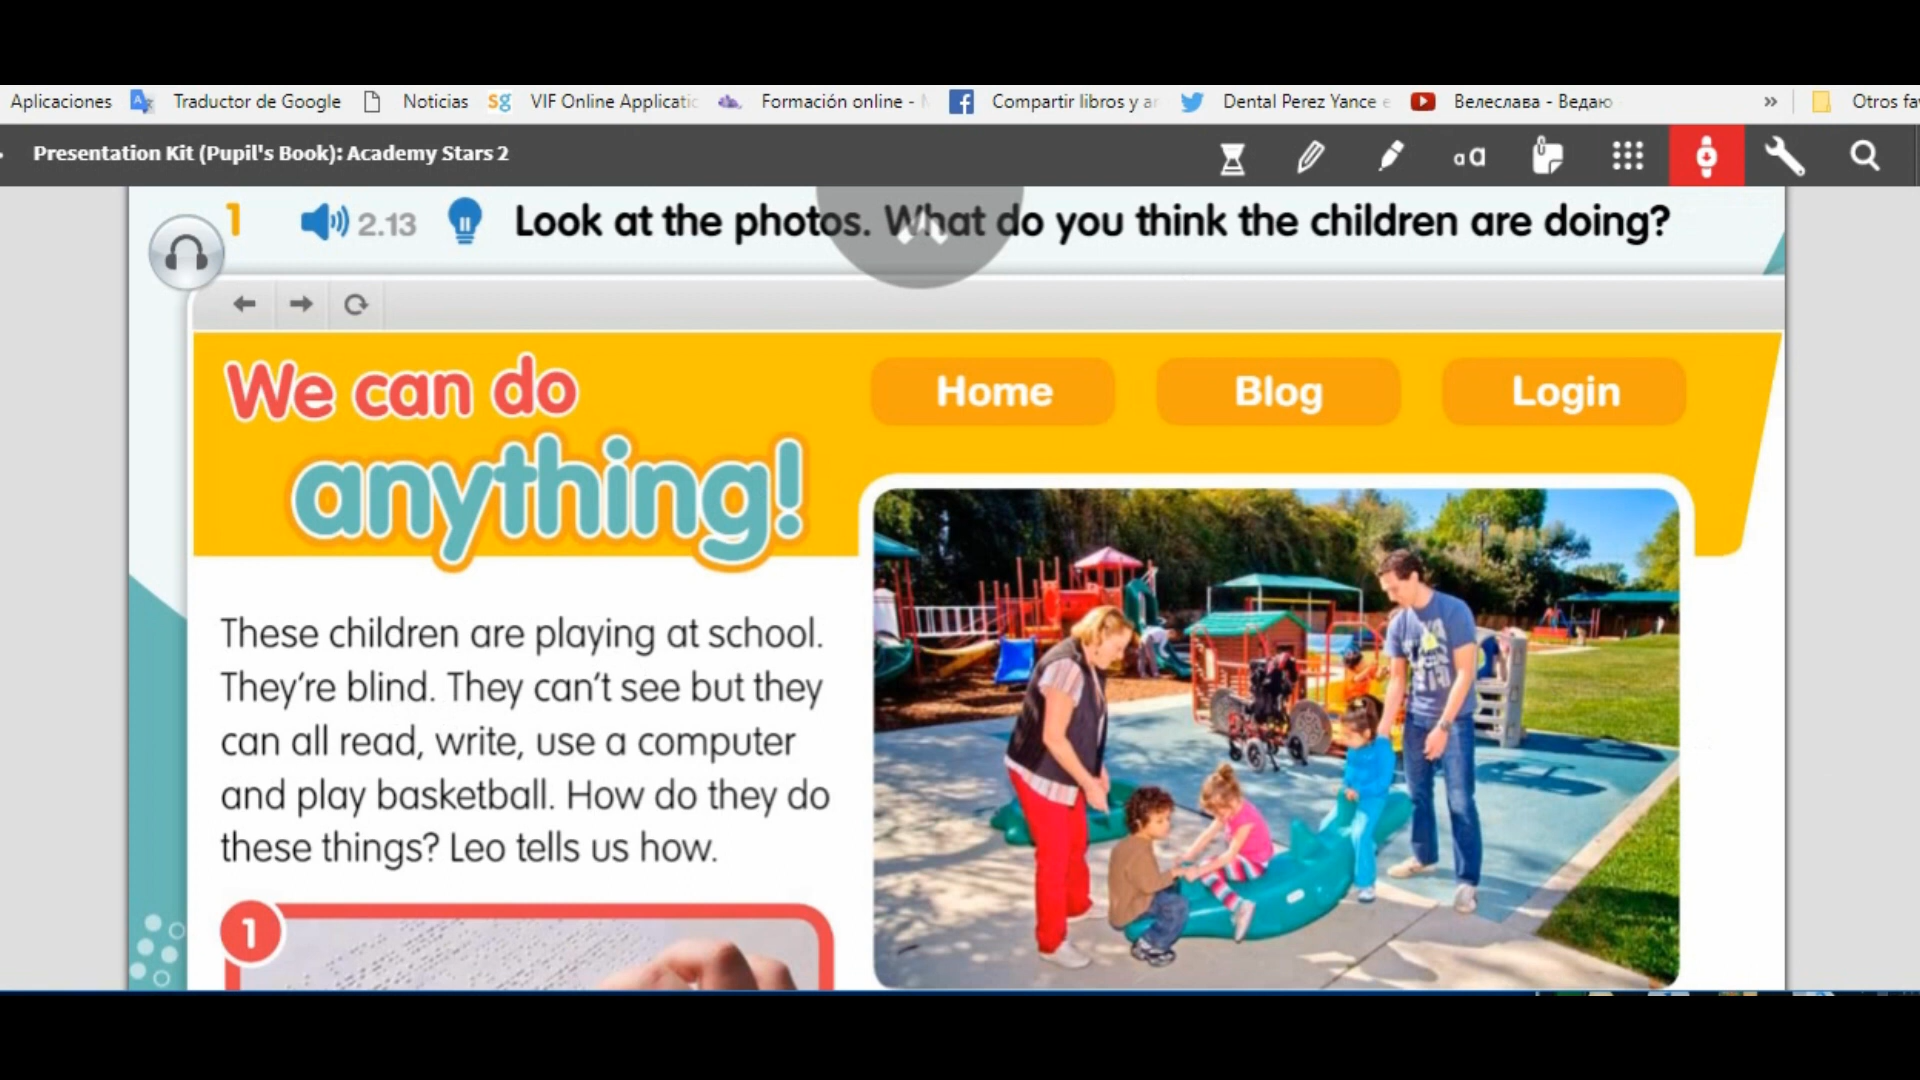 Aplicaciones Traductor de Google Noticias sg VIF Online Applicatic Formación online - Compartir libros y ar Dental Perez Yance e Велеслава - Ведаю » Otros fa
Presentation Kit (Pupil's Book): Academy Stars 2 aa
1 2.13 Look at the photos. What do you think the children are doing?
We can do
anything!
Home Blog Login
These children are playing at school.
They're blind. They can't see but they
can all read, write, use a computer
and play basketball. How do they do
these things? Leo tells us how.
1